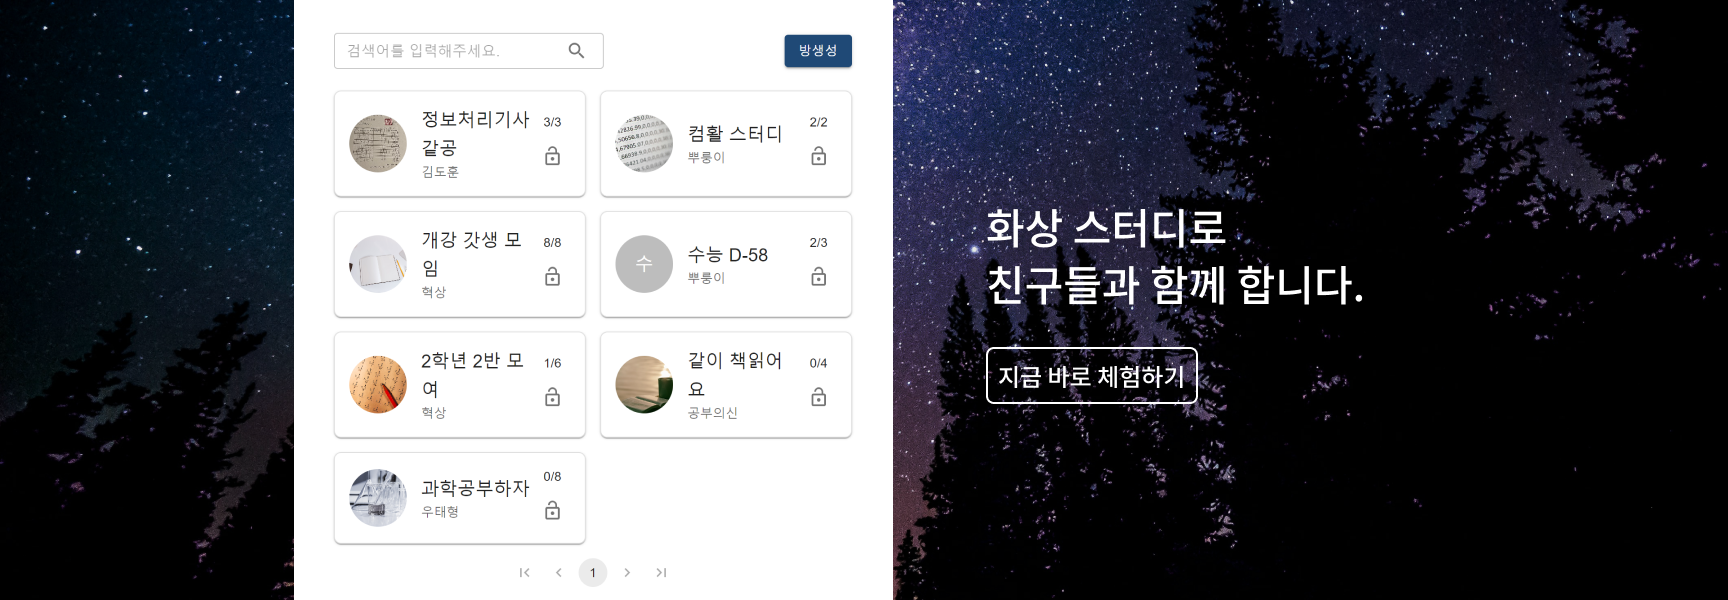 검색어를 입력해주세요.
방생성
정보처리기사
같공
김도훈
3/3
컴활 스터디
뿌룽이
2/2
개강 갓생 모
임
혁상
8/8
수
수능 D-58
뿌룽이
2/3
2학년 2반 모
여
혁상
1/6
같이 책읽어
요
공부의신
0/4
과학공부하자
우태형
0/8
1
화상 스터디로
친구들과 함께 합니다.
지금 바로 체험하기